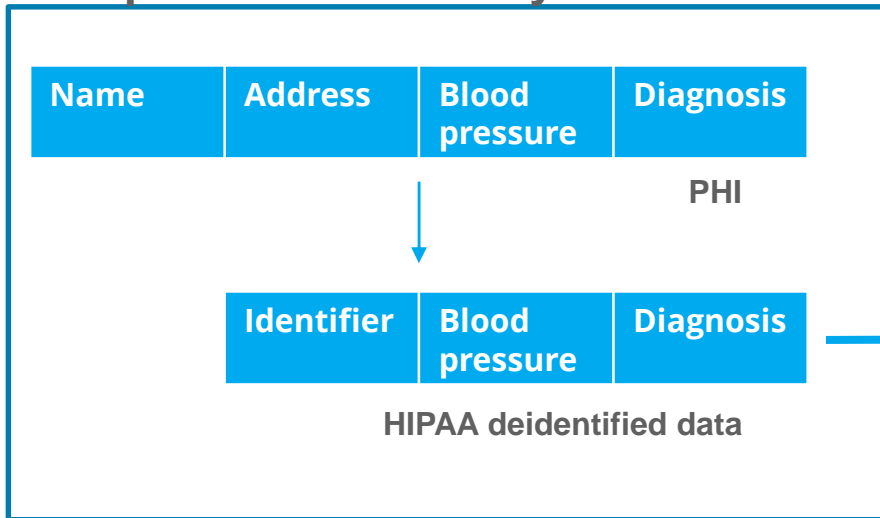 Name Address Blood pressure Diagnosis
PHI
Identifier Blood pressure Diagnosis
HIPAA deidentified data